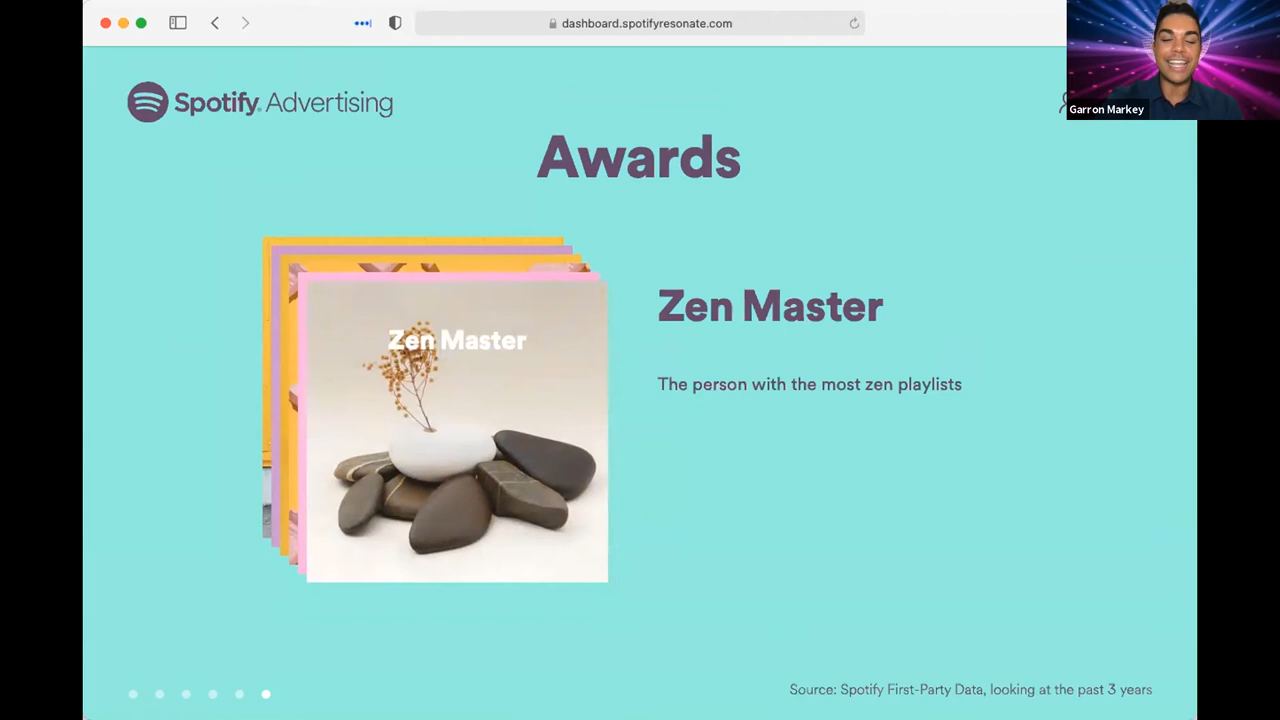 dashboard.spotifyresonate.com
Garron Markey
Spotify Advertising
Awards
Zen Master
Zen Master
The person with the most zen playlists
Source: Spotify First-Party Data, looking at the past 3 years